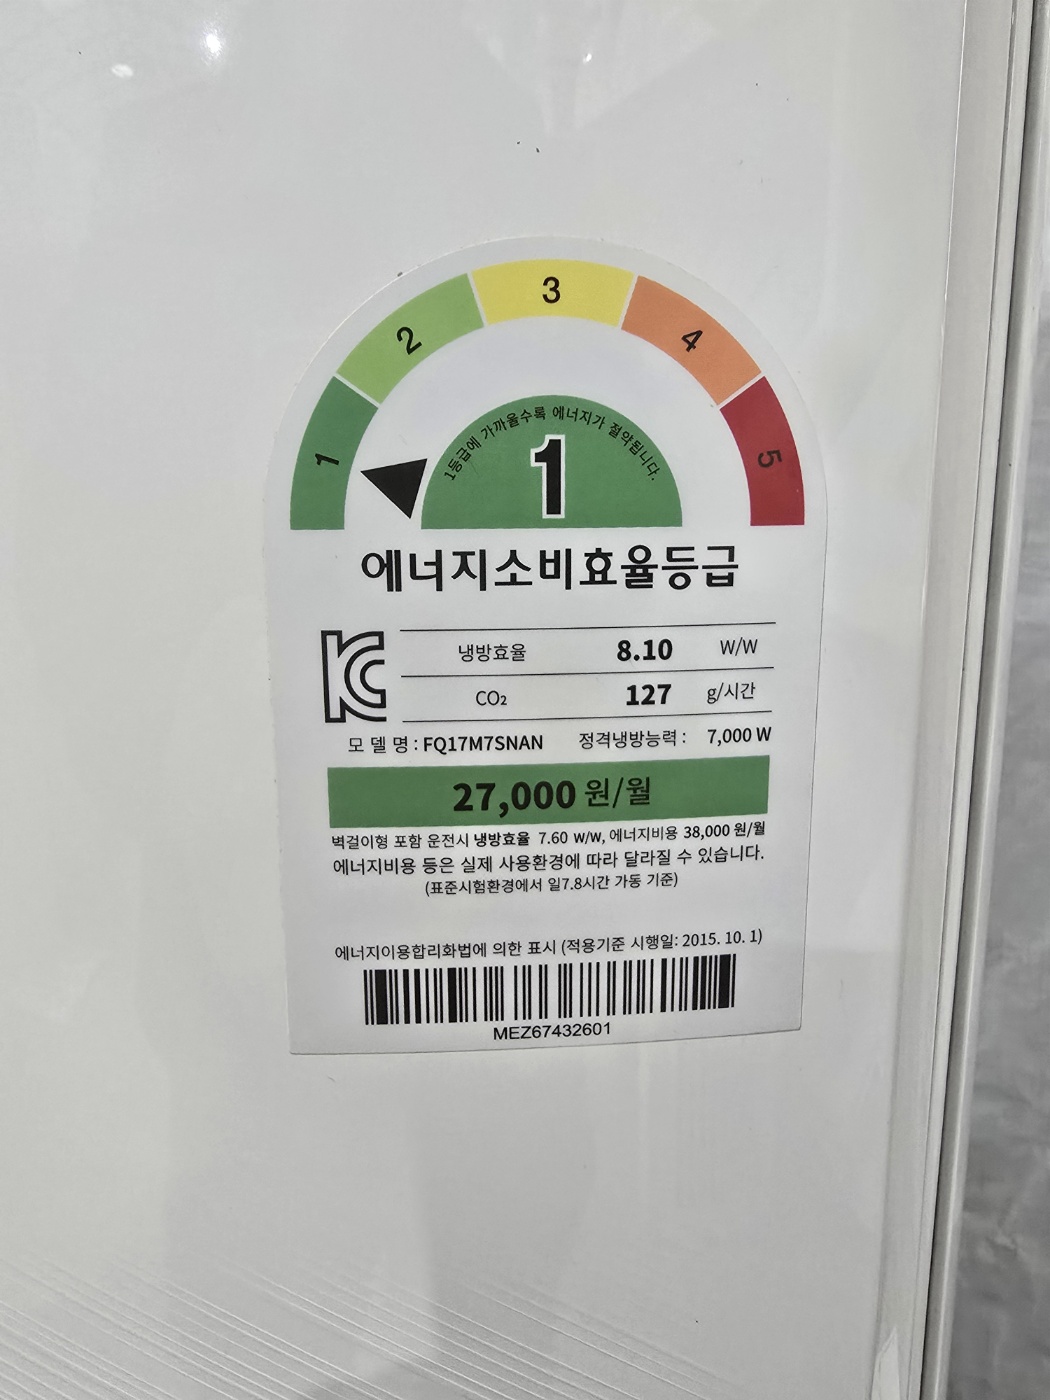 1 2 3 4 5
1등급에 가까울수록 에너지가 절약됩니다.
1
에너지소비효율등급
냉방효율 8.10 W/W
CO₂ 127 g/시간
모 델 명 : FQ17M7SNAN 정격냉방능력 : 7,000 W
27,000 원/월
벽걸이형 포함 운전시 냉방효율 7.60 W/W, 에너지비용 38,000 원/월
에너지비용 등은 실제 사용환경에 따라 달라질 수 있습니다.
(표준시험환경에서 일7.8시간 가동 기준)
에너지이용합리화법에 의한 표시 (적용기준 시행일: 2015. 10. 1)
MEZ67432601